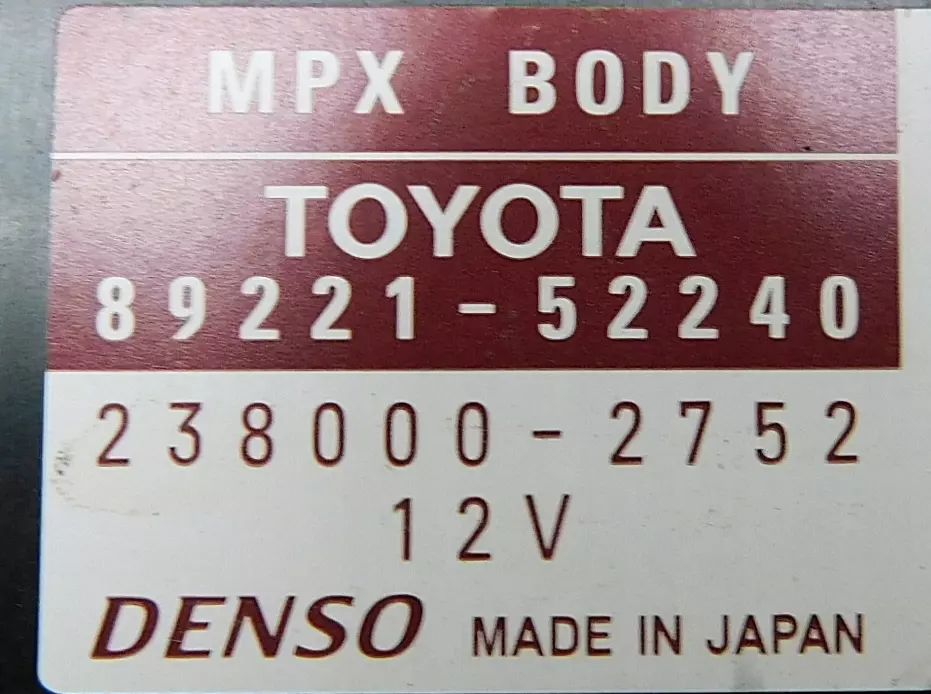 MPX BODY
TOYOTA
89221-52240
238000-2752
12V
DENSO MADE IN JAPAN